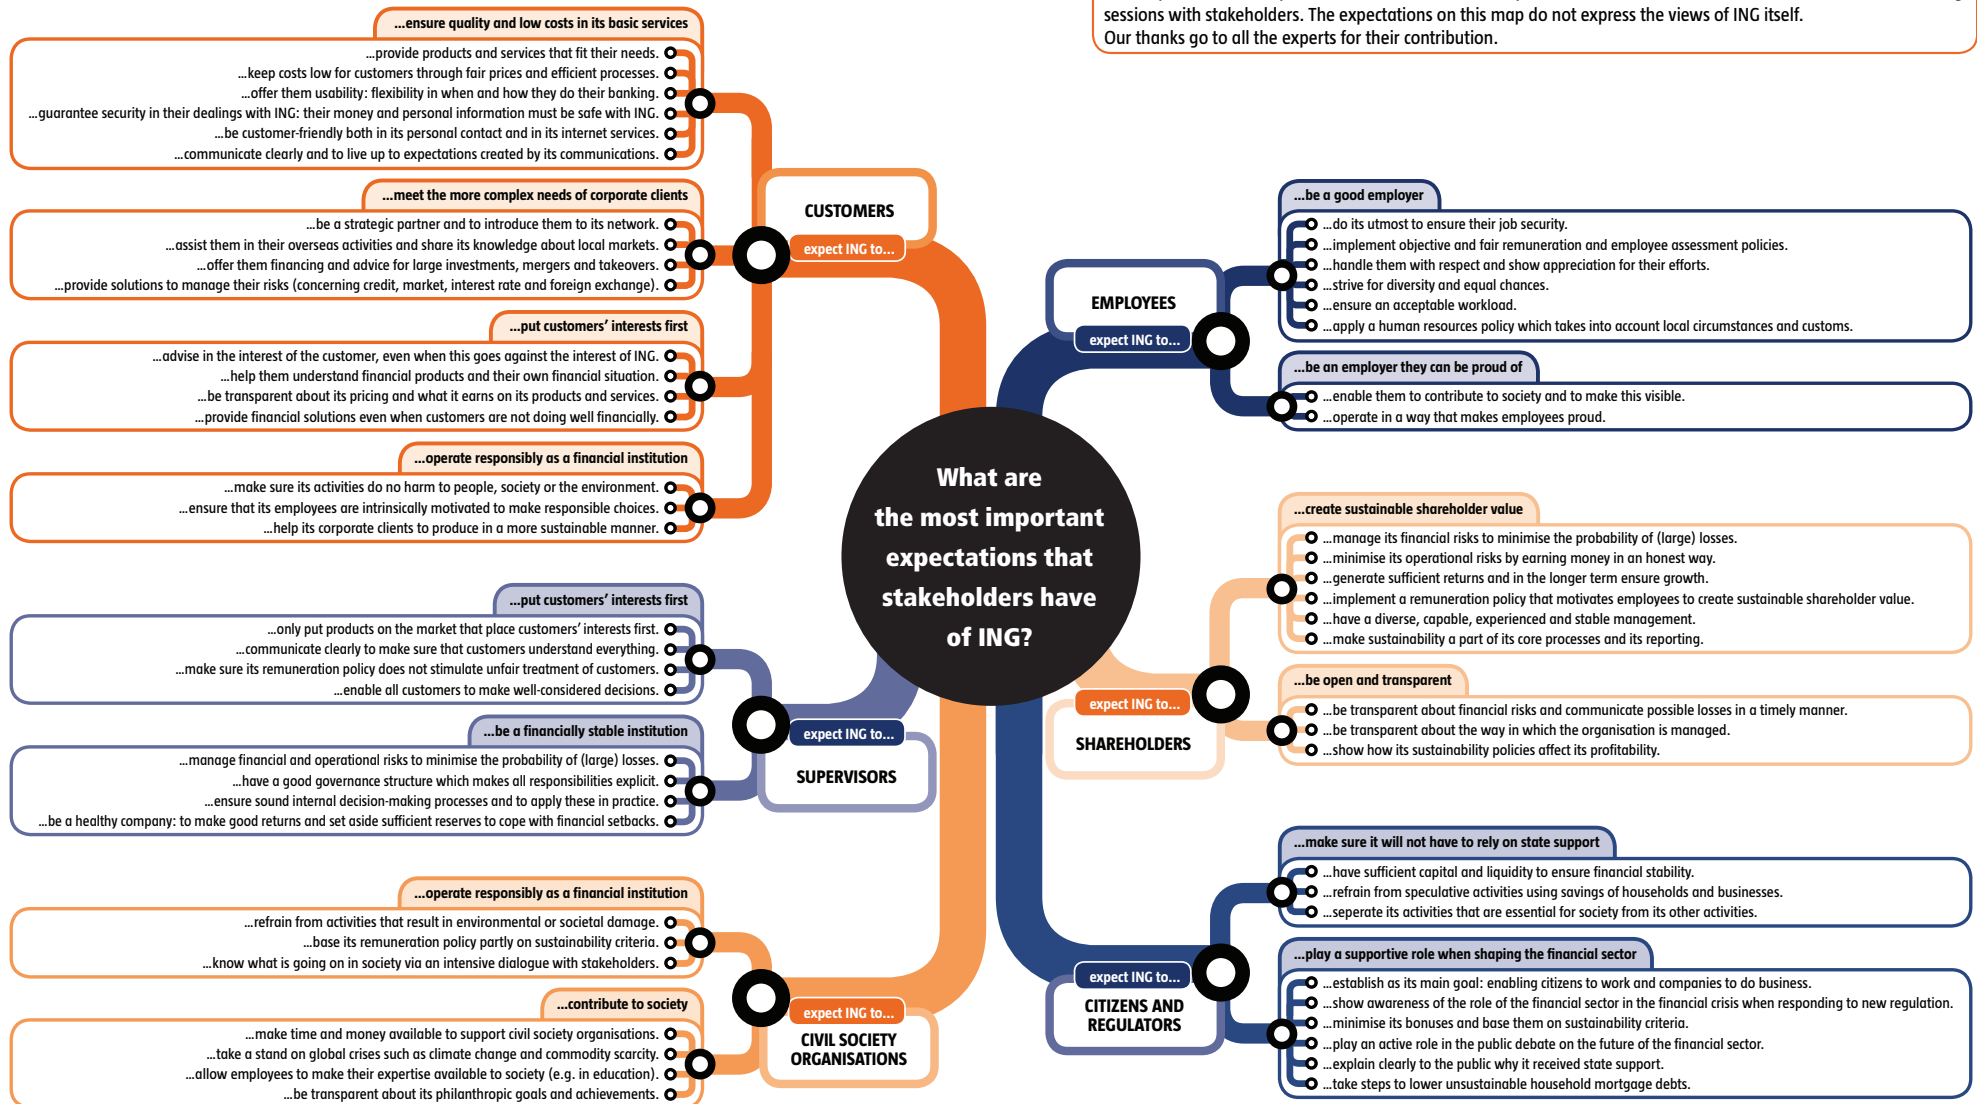 sessions with stakeholders. The expectations on this map do not express the views of ING itself.
Our thanks go to all the experts for their contribution.
What are
the most important
expectations that
stakeholders have
of ING?
CUSTOMERS
expect ING to...
...ensure quality and low costs in its basic services
...provide products and services that fit their needs.
...keep costs low for customers through fair prices and efficient processes.
...offer them usability: flexibility in when and how they do their banking.
...guarantee security in their dealings with ING: their money and personal information must be safe with ING.
...be customer-friendly both in its personal contact and in its internet services.
...communicate clearly and to live up to expectations created by its communications.
...meet the more complex needs of corporate clients
...be a strategic partner and to introduce them to its network.
...assist them in their overseas activities and share its knowledge about local markets.
...offer them financing and advice for large investments, mergers and takeovers.
...provide solutions to manage their risks (concerning credit, market, interest rate and foreign exchange).
...put customers' interests first
...advise in the interest of the customer, even when this goes against the interest of ING.
...help them understand financial products and their own financial situation.
...be transparent about its pricing and what it earns on its products and services.
...provide financial solutions even when customers are not doing well financially.
...operate responsibly as a financial institution
...make sure its activities do no harm to people, society or the environment.
...ensure that its employees are intrinsically motivated to make responsible choices.
...help its corporate clients to produce in a more sustainable manner.
expect ING to...
SUPERVISORS
...put customers' interests first
...only put products on the market that place customers' interests first.
...communicate clearly to make sure that customers understand everything.
...make sure its remuneration policy does not stimulate unfair treatment of customers.
...enable all customers to make well-considered decisions.
...be a financially stable institution
...manage financial and operational risks to minimise the probability of (large) losses.
...have a good governance structure which makes all responsibilities explicit.
...ensure sound internal decision-making processes and to apply these in practice.
...be a healthy company: to make good returns and set aside sufficient reserves to cope with financial setbacks.
expect ING to...
CIVIL SOCIETY
ORGANISATIONS
...operate responsibly as a financial institution
...refrain from activities that result in environmental or societal damage.
...base its remuneration policy partly on sustainability criteria.
...know what is going on in society via an intensive dialogue with stakeholders.
...contribute to society
...make time and money available to support civil society organisations.
...take a stand on global crises such as climate change and commodity scarcity.
...allow employees to make their expertise available to society (e.g. in education).
...be transparent about its philanthropic goals and achievements.
EMPLOYEES
expect ING to...
...be a good employer
...do its utmost to ensure their job security.
...implement objective and fair remuneration and employee assessment policies.
...handle them with respect and show appreciation for their efforts.
...strive for diversity and equal chances.
...ensure an acceptable workload.
...apply a human resources policy which takes into account local circumstances and customs.
...be an employer they can be proud of
...enable them to contribute to society and to make this visible.
...operate in a way that makes employees proud.
expect ING to...
SHAREHOLDERS
...create sustainable shareholder value
...manage its financial risks to minimise the probability of (large) losses.
...minimise its operational risks by earning money in an honest way.
...generate sufficient returns and in the longer term ensure growth.
...implement a remuneration policy that motivates employees to create sustainable shareholder value.
...have a diverse, capable, experienced and stable management.
...make sustainability a part of its core processes and its reporting.
...be open and transparent
...be transparent about financial risks and communicate possible losses in a timely manner.
...be transparent about the way in which the organisation is managed.
...show how its sustainability policies affect its profitability.
expect ING to...
CITIZENS AND
REGULATORS
...make sure it will not have to rely on state support
...have sufficient capital and liquidity to ensure financial stability.
...refrain from speculative activities using savings of households and businesses.
...seperate its activities that are essential for society from its other activities.
...play a supportive role when shaping the financial sector
...establish as its main goal: enabling citizens to work and companies to do business.
...show awareness of the role of the financial sector in the financial crisis when responding to new regulation.
...minimise its bonuses and base them on sustainability criteria.
...play an active role in the public debate on the future of the financial sector.
...explain clearly to the public why it received state support.
...take steps to lower unsustainable household mortgage debts.